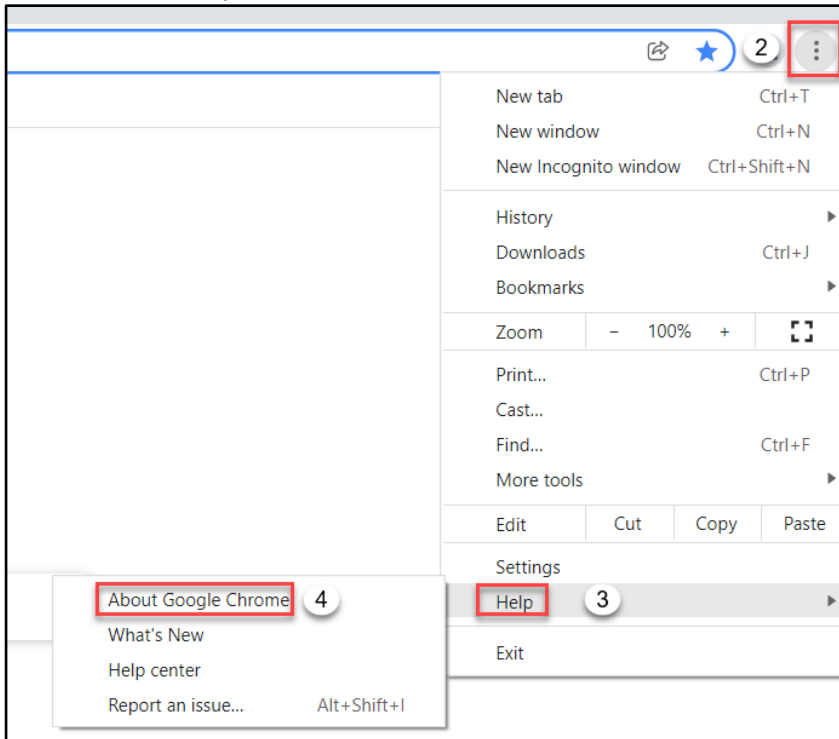 2
New tab Ctrl+T
New window Ctrl+N
New Incognito window Ctrl+Shift+N
History
Downloads Ctrl+J
Bookmarks
Zoom - 100% +
Print... Ctrl+P
Cast...
Find... Ctrl+F
More tools
Edit Cut Copy Paste
Settings
Help 3
Exit
About Google Chrome 4
What's New
Help center
Report an issue... Alt+Shift+I